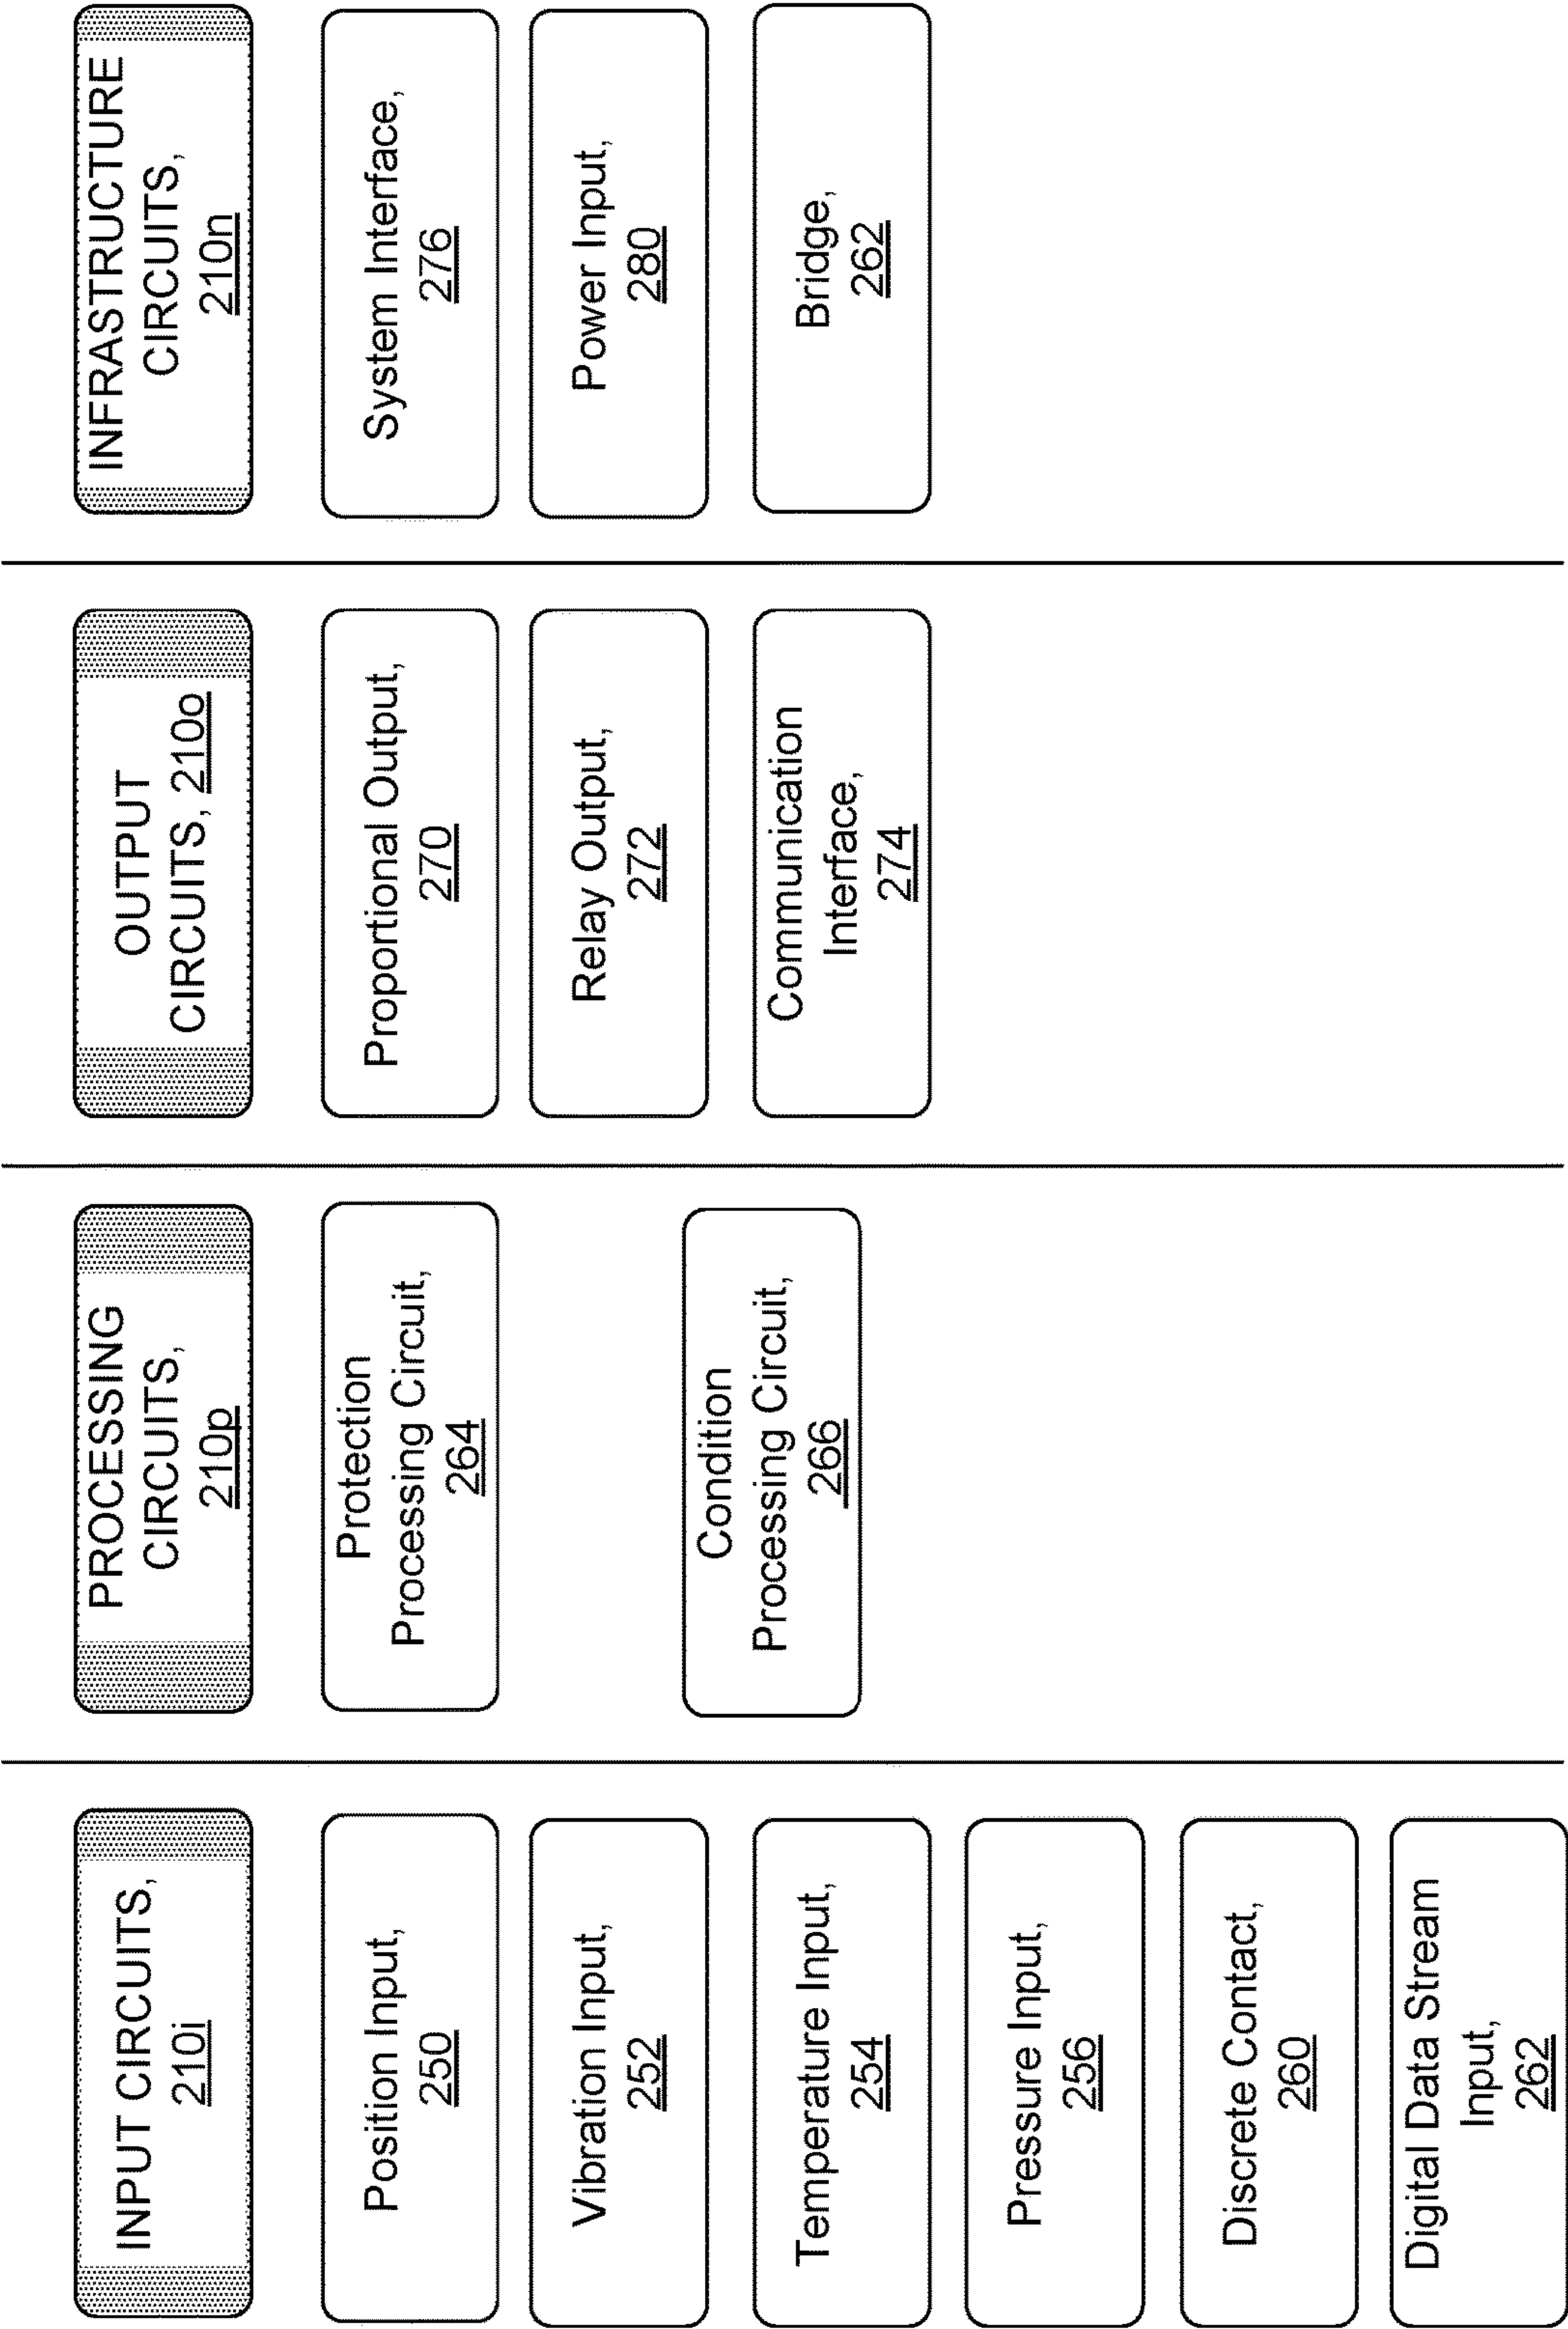 INPUT CIRCUITS,
210i
Position Input,
250
Vibration Input,
252
Temperature Input,
254
Pressure Input,
256
Discrete Contact,
260
Digital Data Stream
Input,
262
PROCESSING
CIRCUITS,
210p
Protection
Processing Circuit,
264
Condition
Processing Circuit,
266
OUTPUT
CIRCUITS, 210o
Proportional Output,
270
Relay Output,
272
Communication
Interface,
274
INFRASTRUCTURE
CIRCUITS,
210n
System Interface,
276
Power Input,
280
Bridge,
262